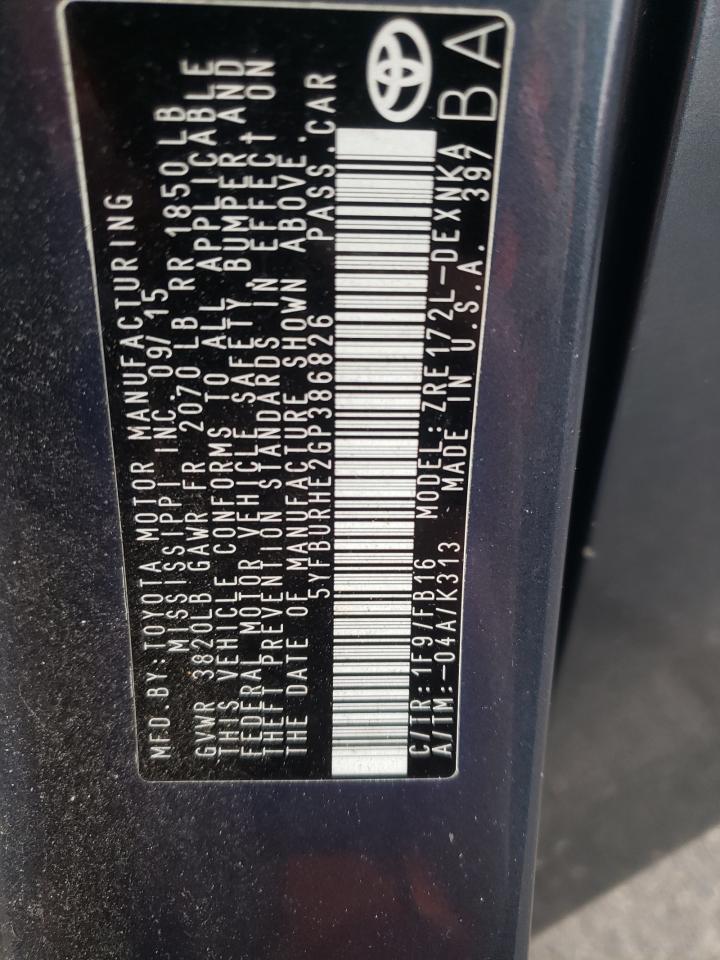 MFD.BY:TOYOTA MOTOR MANUFACTURING
MISSISSIPPI INC. 09/15
GVWR 3820LB GAWR FR 2070 LB RR 1850 LB
THIS VEHICLE CONFORMS TO ALL APPLICABLE
FEDERAL MOTOR VEHICLE SAFETY, BUMPER AND
THEFT PREVENTION STANDARDS IN EFFECT ON
THE DATE OF MANUFACTURE SHOWN ABOVE.
5YFBURHE2GP386826 PASS.CAR
C/TR:1F9/FB16 MODEL:ZRE172L-DEXNKA
A/TM:-04A/K313 MADE IN U.S.A. 397
BA